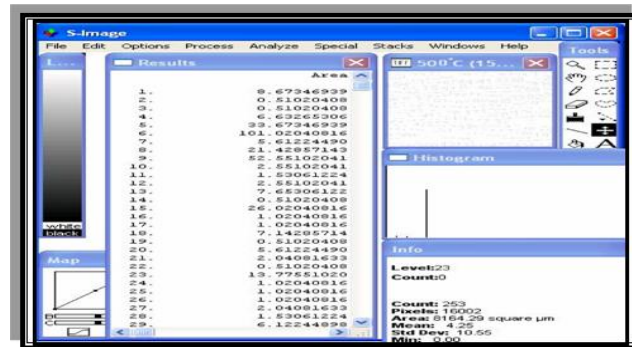 S-Image
File Edit Options Process Analyze Special Stacks Windows Help
L...
Results
500°C (15...
Tools
Area
1. 8.67346939
2. 0.51020408
3. 0.51020408
4. 6.63265306
5. 33.67346939
6. 101.02040816
7. 5.61224490
8. 21.42857143
9. 52.55102041
10. 2.55102041
11. 1.53061224
12. 2.55102041
13. 7.65306122
14. 0.51020408
15. 26.02040816
16. 1.02040816
17. 1.02040816
18. 7.14285714
19. 0.51020408
20. 5.61224490
21. 2.04081633
22. 0.51020408
23. 13.77551020
24. 1.02040816
25. 1.02040816
26. 1.02040816
27. 2.04081633
28. 1.53061224
29. 6.12244898
white
black
Map
B
C
A
Histogram
Info
Level:23
Count:0
Count: 253
Pixels: 16002
Area: 8164.29 square µm
Mean: 4.25
Std Dev: 10.55
Min: 0.00